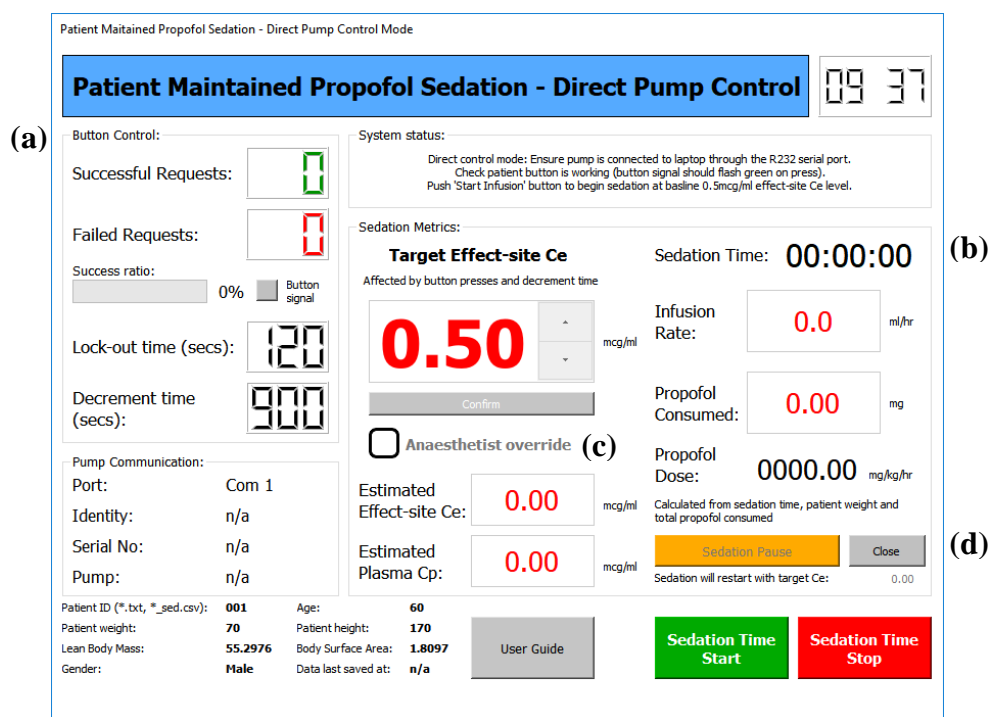 Patient Maitained Propofol Sedation - Direct Pump Control Mode
Patient Maintained Propofol Sedation - Direct Pump Control
09 37
(a)
Button Control:
Successful Requests:
0
Failed Requests:
0
Success ratio:
0%
Button
signal
Lock-out time (secs):
120
Decrement time
(secs):
900
Pump Communication:
Port: Com 1
Identity: n/a
Serial No: n/a
Pump: n/a
System status:
Direct control mode: Ensure pump is connected to laptop through the R232 serial port.
Check patient button is working (button signal should flash green on press).
Push 'Start Infusion' button to begin sedation at basline 0.5mcg/ml effect-site Ce level.
Sedation Metrics:
Target Effect-site Ce
Affected by button presses and decrement time
0.50
mcg/ml
Confirm
Anaesthetist override
(c)
Estimated
Effect-site Ce:
0.00
mcg/ml
Estimated
Plasma Cp:
0.00
mcg/ml
(b)
Sedation Time: 00:00:00
Infusion
Rate:
0.0
ml/hr
Propofol
Consumed:
0.00
mg
Propofol
Dose:
0000.00
mg/kg/hr
Calculated from sedation time, patient weight and
total propofol consumed
(d)
Sedation Pause
Close
Sedation will restart with target Ce: 0.00
Patient ID (*.txt, *_sed.csv): 001 Age: 60
Patient weight: 70 Patient height: 170
Lean Body Mass: 55.2976 Body Surface Area: 1.8097
Gender: Male Data last saved at: n/a
User Guide
Sedation Time
Start
Sedation Time
Stop